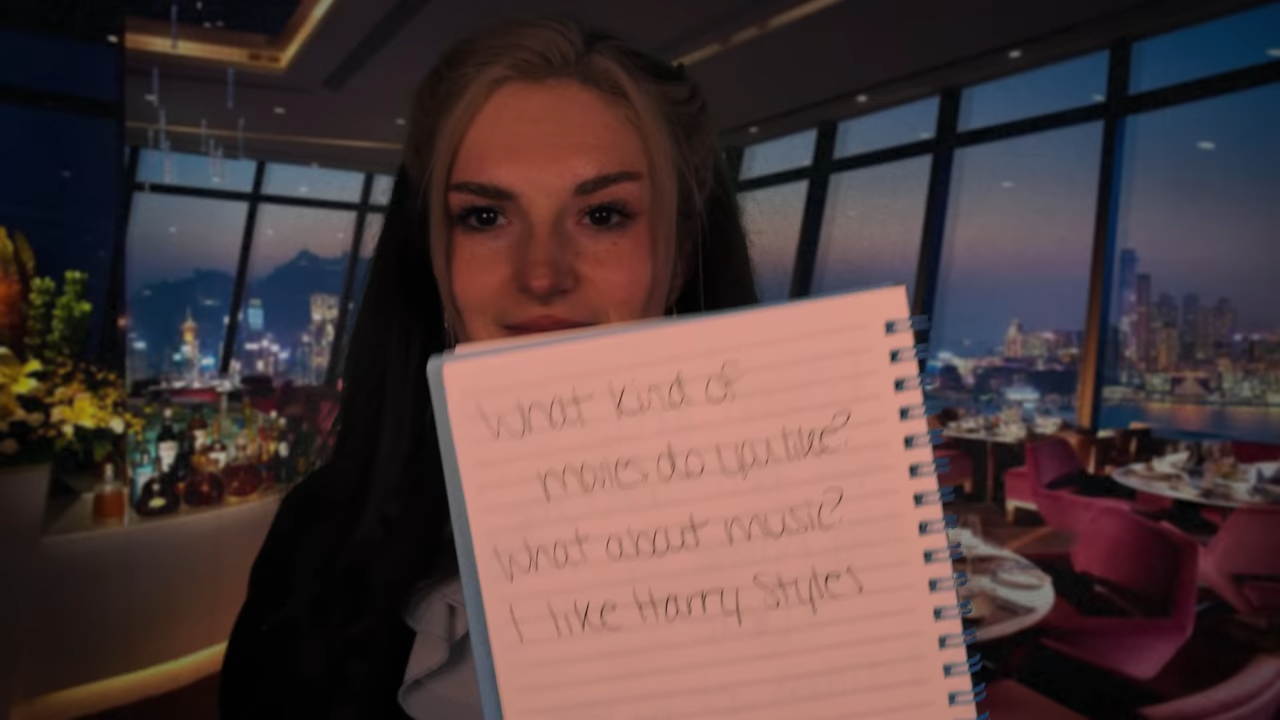 What kind of
movies do you like?
What about music?
I like Harry Styles